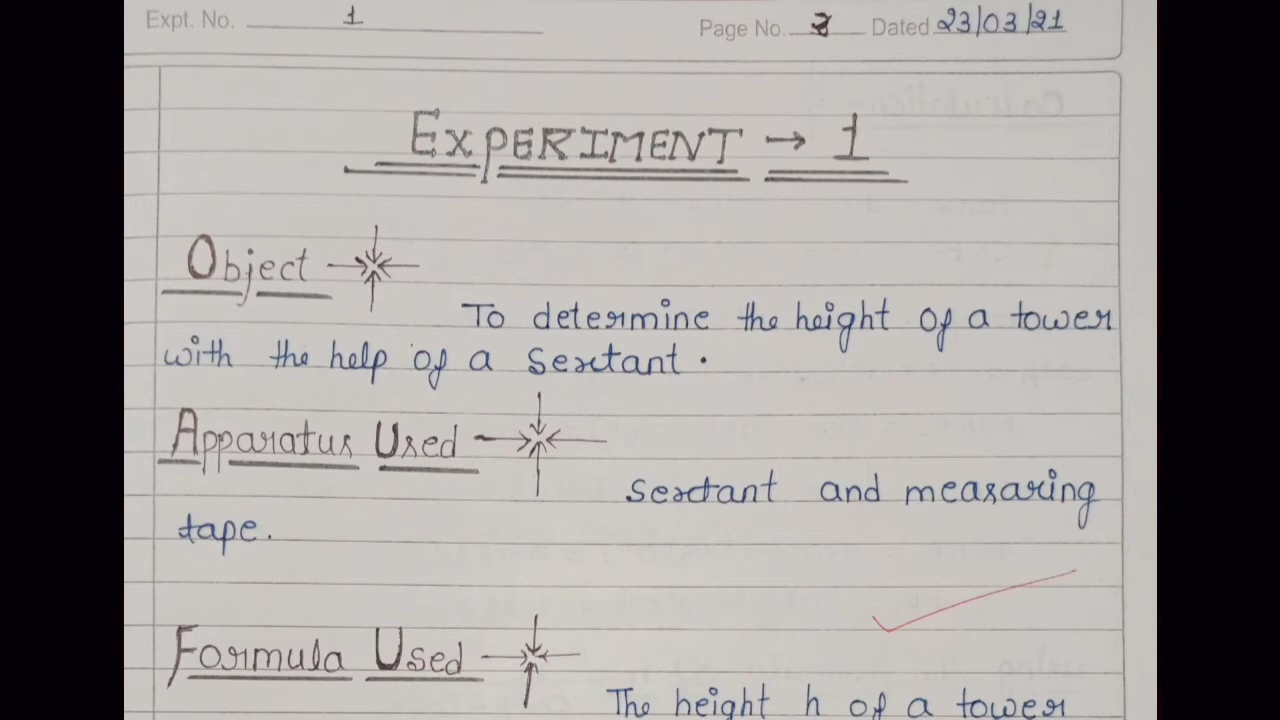 Expt. No. 1
Page No. 3 Dated 23/03/21
EXPERIMENT → 1
Object
To determine the height of a tower
with the help of a Sextant.
Apparatus Used
Sextant and measaring
tape.
Formula Used
The height h of a tower